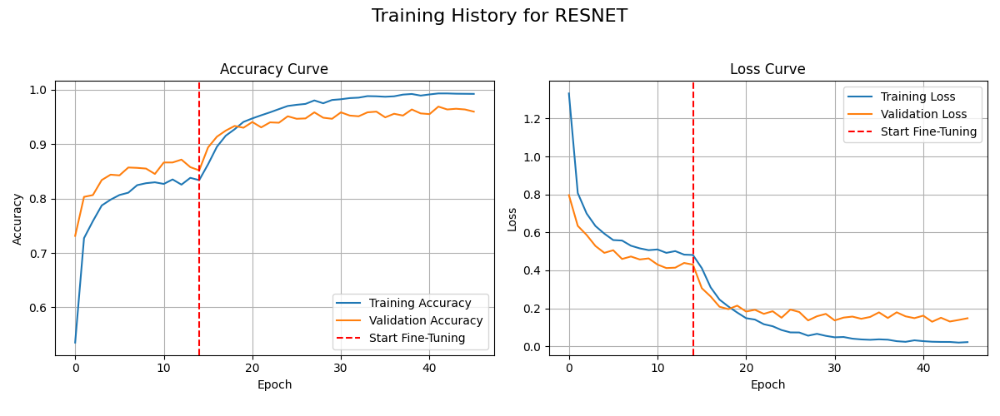 Training History for RESNET
Accuracy Curve
1.0
0.9
0.8
0.7
0.6
Accuracy
0
10
20
30
40
Epoch
Training Accuracy
Validation Accuracy
Start Fine-Tuning
Loss Curve
1.2
1.0
0.8
0.6
0.4
0.2
0.0
Loss
0
10
20
30
40
Epoch
Training Loss
Validation Loss
Start Fine-Tuning